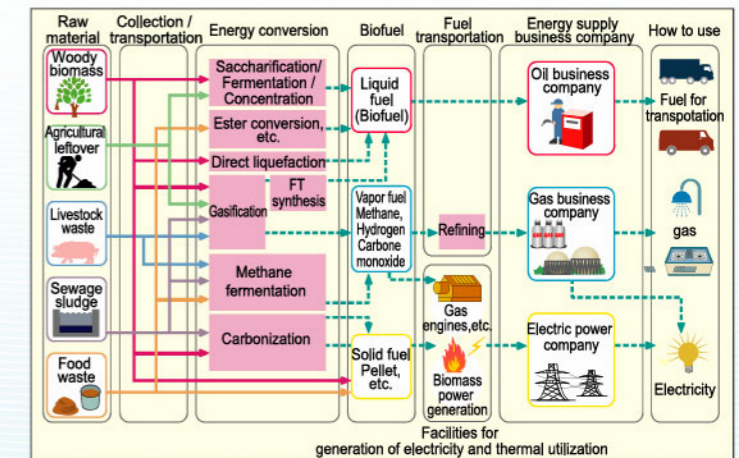 Raw
material
Collection /
transportation
Energy conversion
Biofuel
Fuel
transportation
Energy supply
business company
How to use
Woody
biomass
Agricultural
leftover
Livestock
waste
Sewage
sludge
Food
waste
Saccharification/
Fermentation /
Concentration
Ester conversion,
etc.
Direct liquefaction
FT
synthesis
Gasification
Methane
fermentation
Carbonization
Liquid
fuel
(Biofuel)
Vapor fuel
Methane,
Hydrogen
Carbone
monoxide
Solid fuel
Pellet,
etc.
Refining
Gas
engines,etc.
Biomass
power
generation
Oil business
company
Gas business
company
Electric power
company
Fuel for
transpotation
gas
Electricity
Facilities for
generation of electricity and thermal utilization